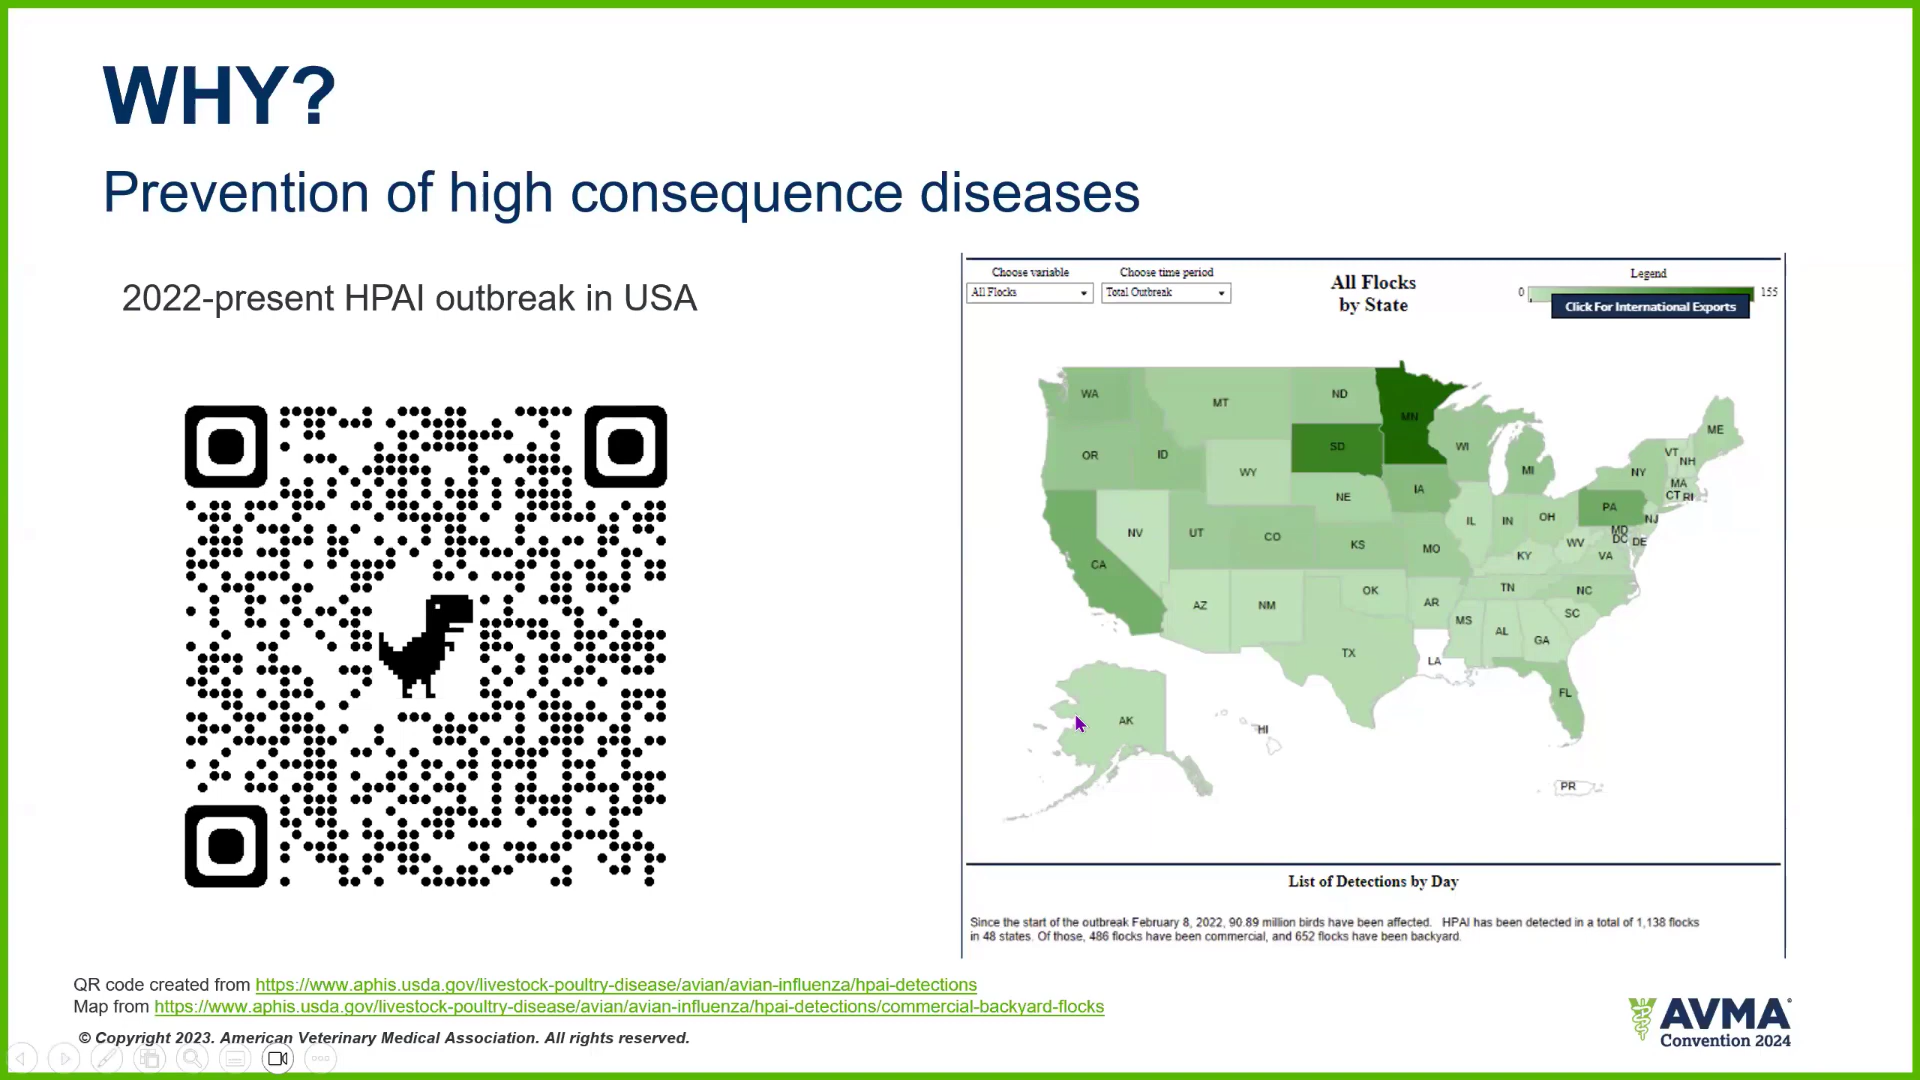 WHY?
Prevention of high consequence diseases
2022-present HPAI outbreak in USA
Choose variable
All Flocks
Choose time period
Total Outbreak
All Flocks
by State
Legend
0
155
Click For International Exports
WA
MT
ND
MN
OR
ID
WY
SD
WI
MI
NY
VT
NH
ME
MA
CT RI
NE
IA
PA
NJ
NV
UT
CO
KS
MO
IL
IN
OH
WV
MD
DC DE
VA
KY
CA
AZ
NM
OK
AR
TN
NC
SC
MS
AL
GA
TX
LA
FL
AK
HI
PR
List of Detections by Day
Since the start of the outbreak February 8, 2022, 90.89 million birds have been affected. HPAI has been detected in a total of 1,138 flocks
in 48 states. Of those, 486 flocks have been commercial, and 652 flocks have been backyard.
QR code created from https://www.aphis.usda.gov/livestock-poultry-disease/avian/avian-influenza/hpai-detections
Map from https://www.aphis.usda.gov/livestock-poultry-disease/avian/avian-influenza/hpai-detections/commercial-backyard-flocks
© Copyright 2023. American Veterinary Medical Association. All rights reserved.
AVMA
Convention 2024